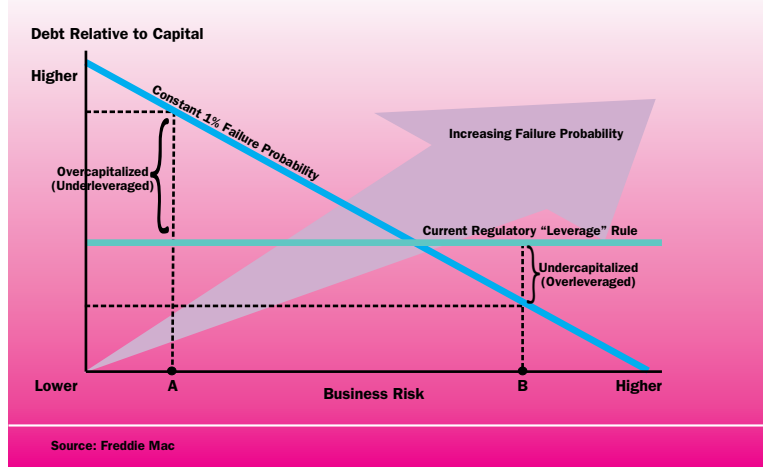 Debt Relative to Capital
Higher
Constant 1% Failure Probability
Increasing Failure Probability
Overcapitalized
(Underleveraged)
Current Regulatory “Leverage” Rule
Undercapitalized
(Overleveraged)
Lower
A
Business Risk
B
Higher
Source: Freddie Mac